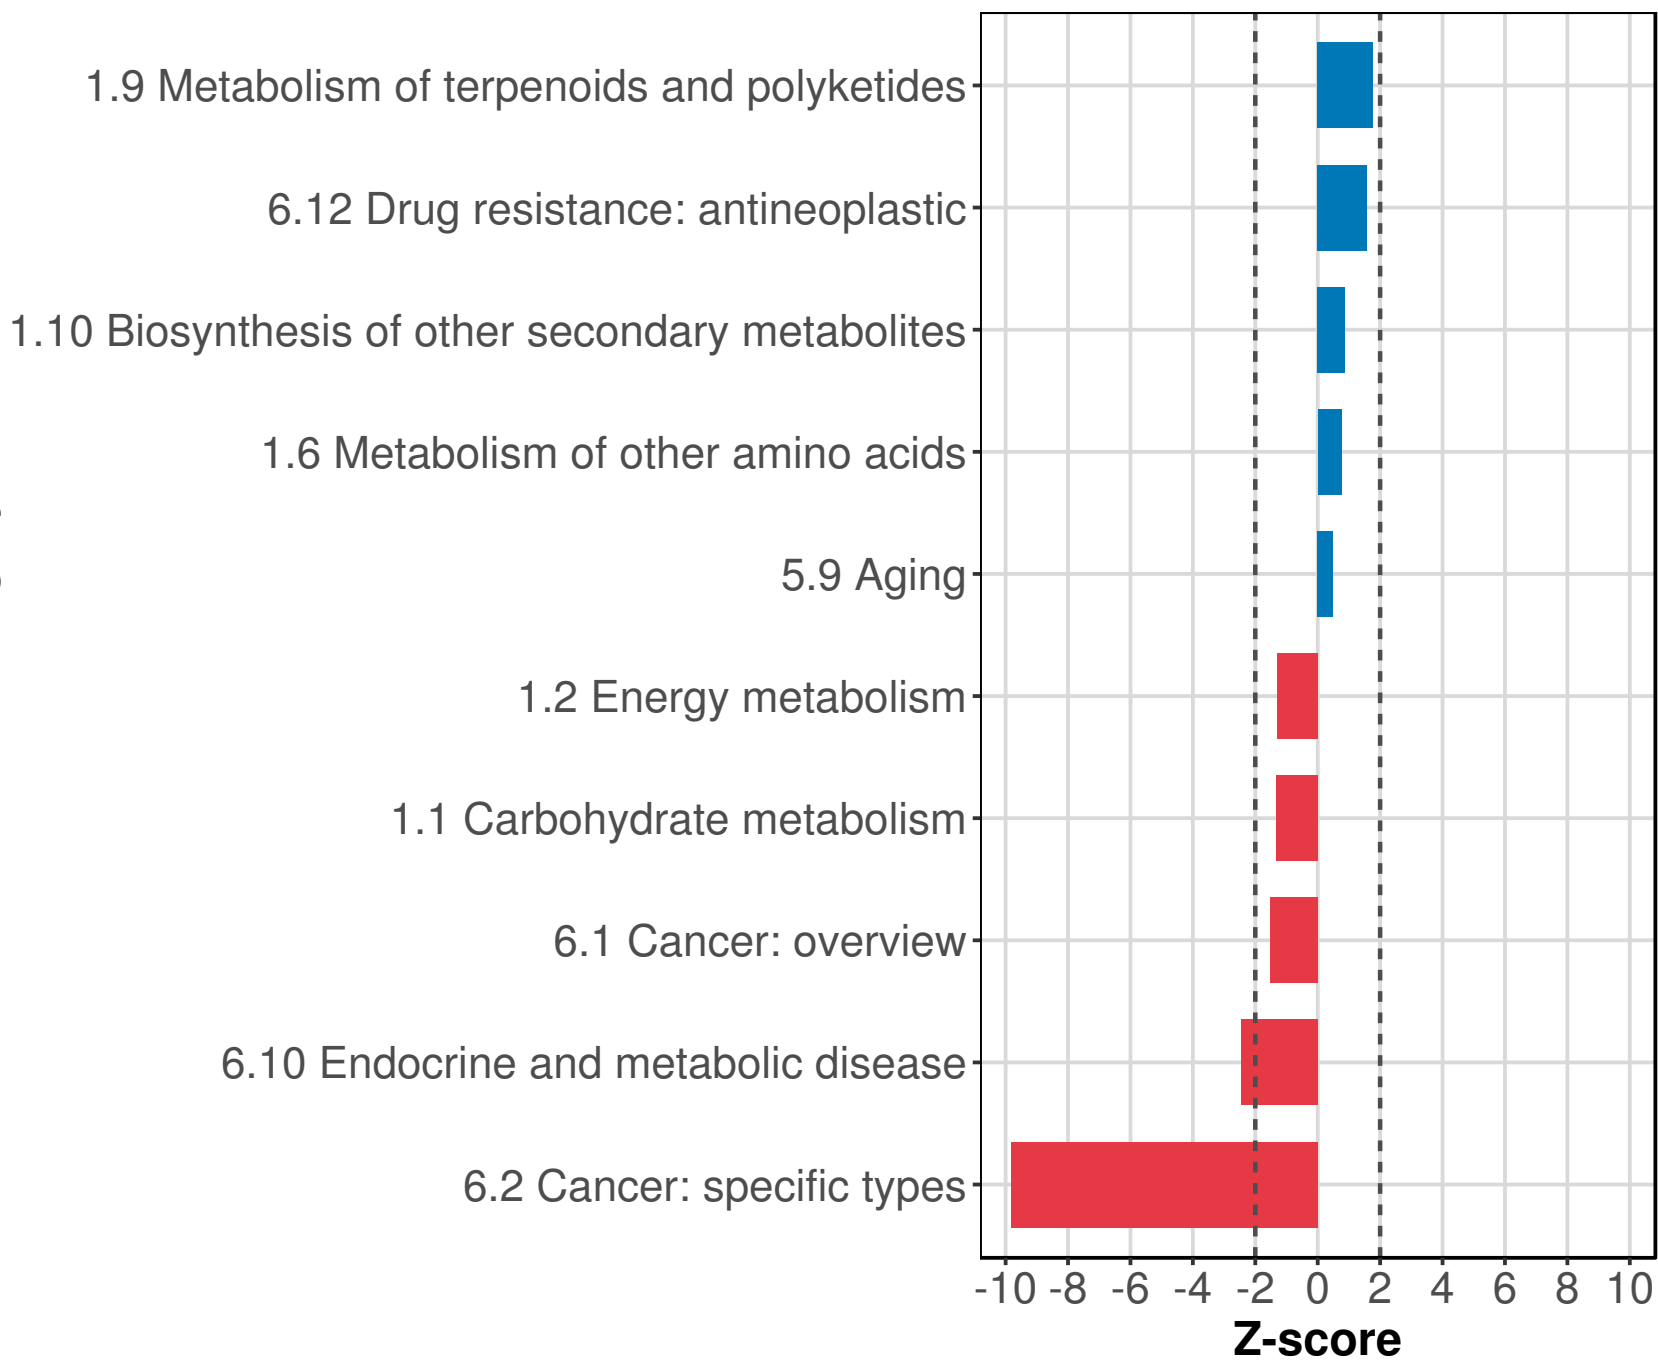 1.9 Metabolism of terpenoids and polyketides
6.12 Drug resistance: antineoplastic
1.10 Biosynthesis of other secondary metabolites
1.6 Metabolism of other amino acids
5.9 Aging
1.2 Energy metabolism
1.1 Carbohydrate metabolism
6.1 Cancer: overview
6.10 Endocrine and metabolic disease
6.2 Cancer: specific types
-10 -8 -6 -4 -2 0 2 4 6 8 10
Z-score